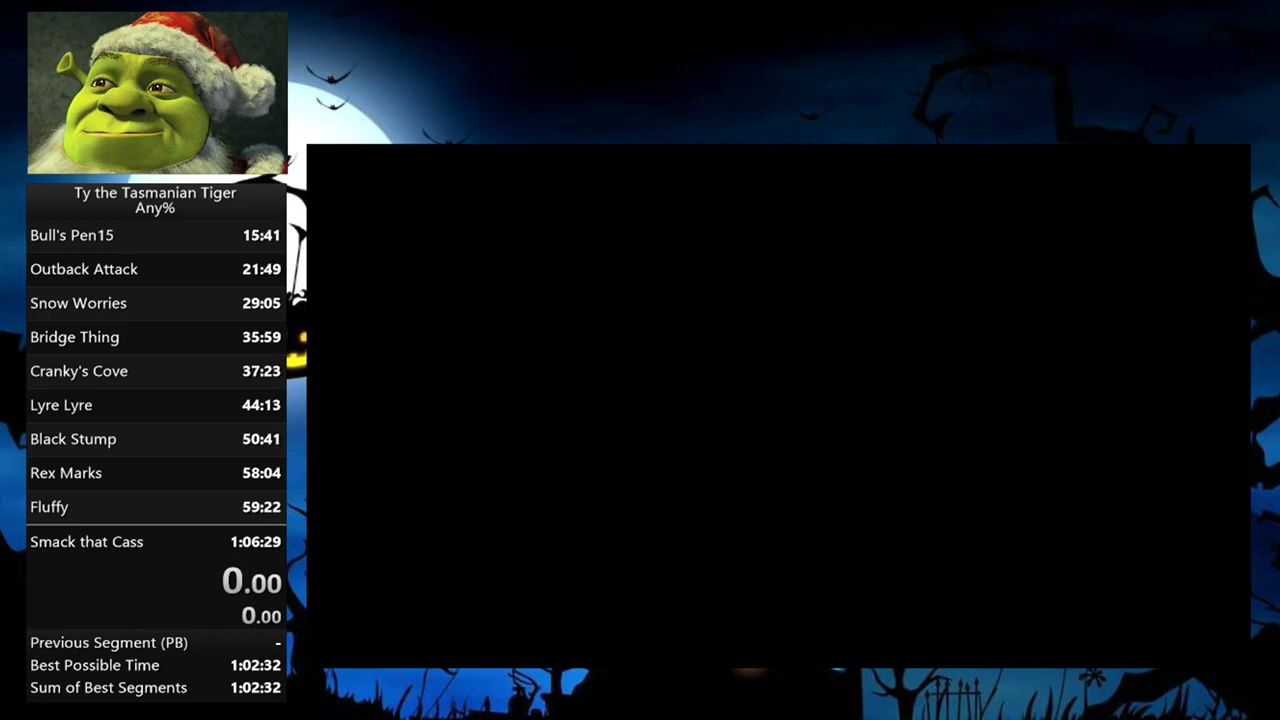 Ty the Tasmanian Tiger
Any%
Bull's Pen15 15:41
Outback Attack 21:49
Snow Worries 29:05
Bridge Thing 35:59
Cranky's Cove 37:23
Lyre Lyre 44:13
Black Stump 50:41
Rex Marks 58:04
Fluffy 59:22
Smack that Cass 1:06:29
0.00
0.00
Previous Segment (PB) -
Best Possible Time 1:02:32
Sum of Best Segments 1:02:32